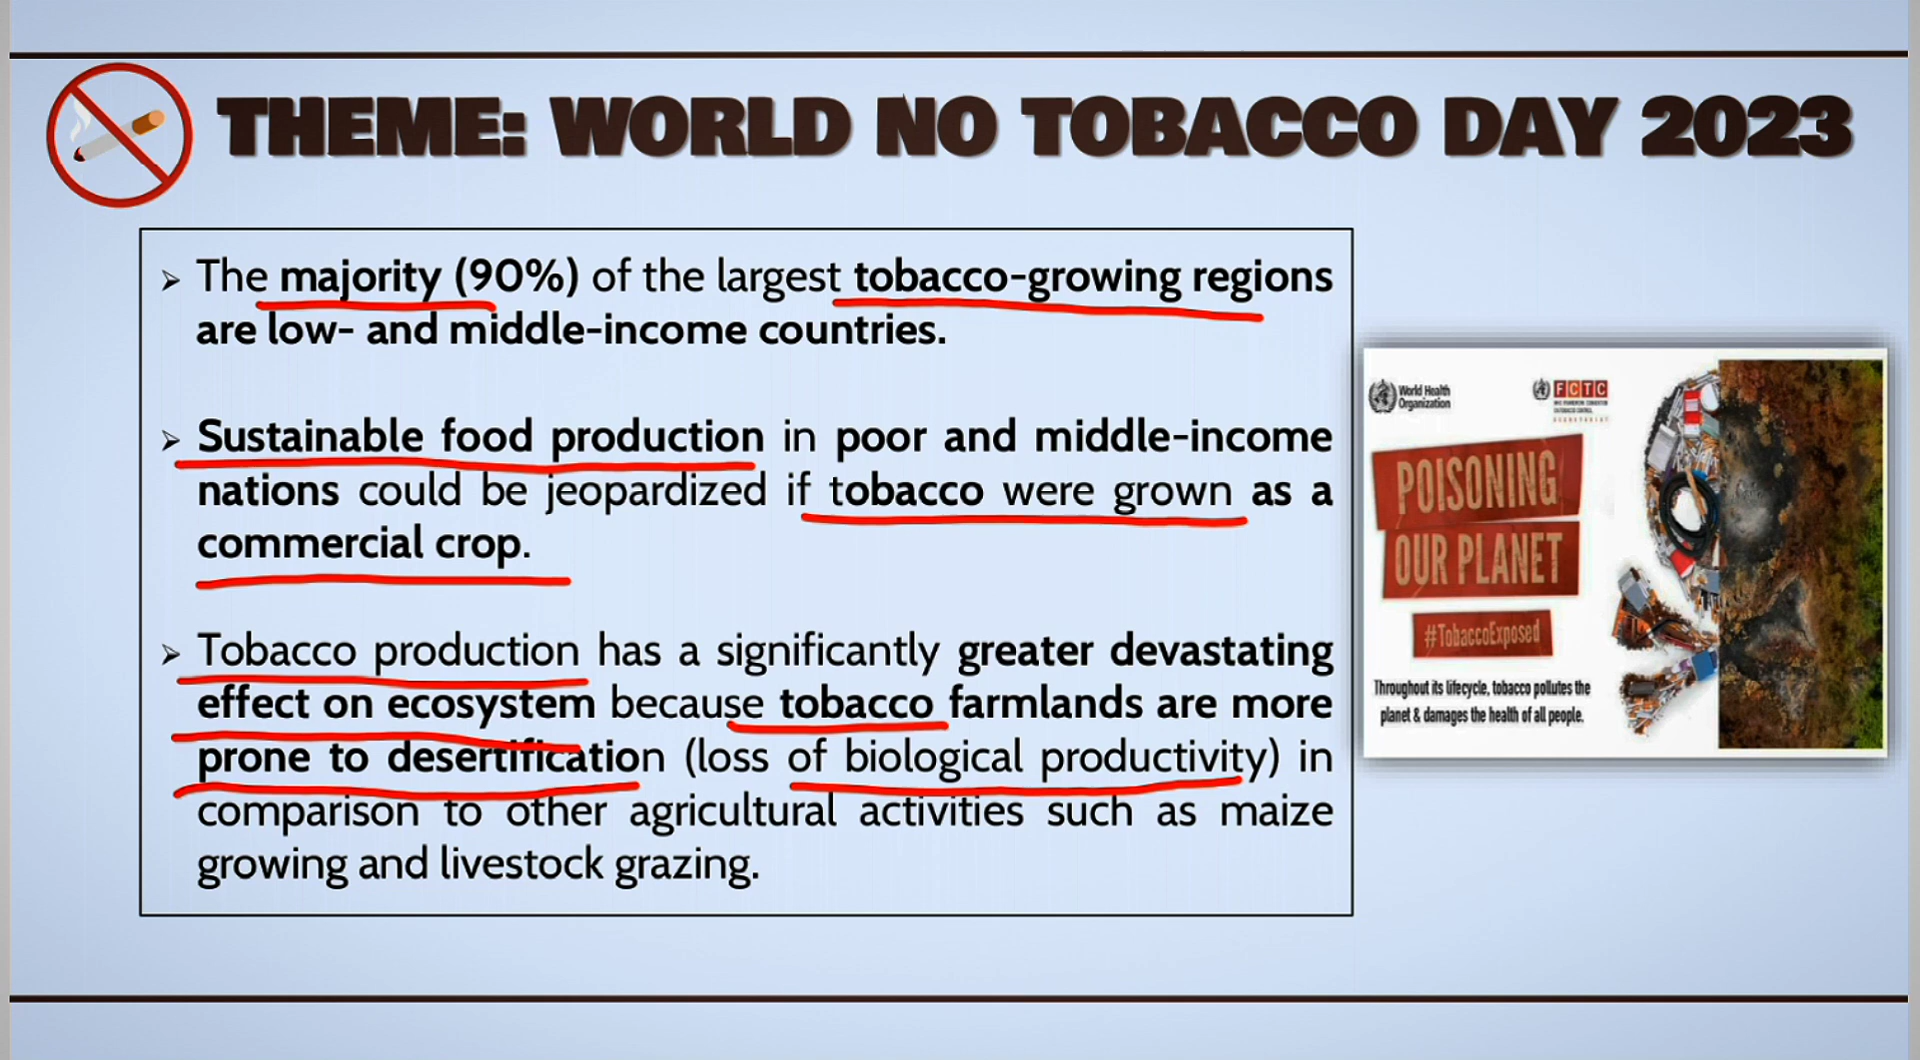 THEME: WORLD NO TOBACCO DAY 2023
➢ The majority (90%) of the largest tobacco-growing regions
are low- and middle-income countries.
➢ Sustainable food production in poor and middle-income
nations could be jeopardized if tobacco were grown as a
commercial crop.
➢ Tobacco production has a significantly greater devastating
effect on ecosystem because tobacco farmlands are more
prone to desertification (loss of biological productivity) in
comparison to other agricultural activities such as maize
growing and livestock grazing.
World Health
Organization
FCTC
POISONING
OUR PLANET
#TobaccoExposed
Throughout its lifecycle, tobacco pollutes the
planet & damages the health of all people.